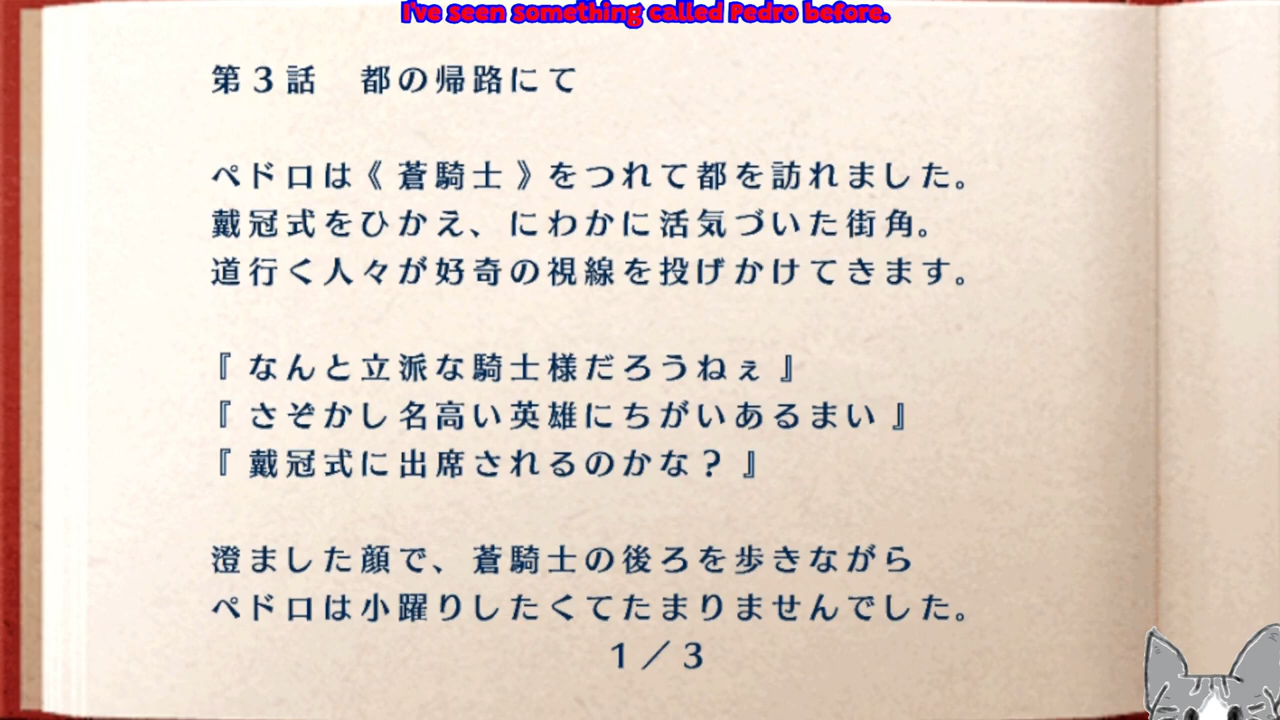 I've seen something called Pedro before.
第３話　都の帰路にて
ペドロは《 蒼騎士 》をつれて都を訪れました。
戴冠式をひかえ、にわかに活気づいた街角。
道行く人々が好奇の視線を投げかけてきます。
『 なんと立派な騎士様だろうねぇ 』
『 さぞかし名高い英雄にちがいあるまい 』
『 戴冠式に出席されるのかな？ 』
澄ました顔で、蒼騎士の後ろを歩きながら
ペドロは小躍りしたくてたまりませんでした。
１／３